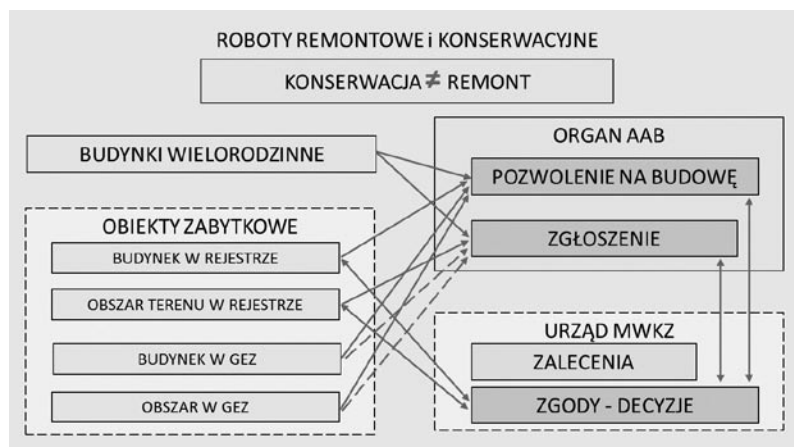 ROBOTY REMONTOWE i KONSERWACYJNE
KONSERWACJA ≠ REMONT
BUDYNKI WIELORODZINNE
OBIEKTY ZABYTKOWE
BUDYNEK W REJESTRZE
OBSZAR TERENU W REJESTRZE
BUDYNEK W GEZ
OBSZAR W GEZ
ORGAN AAB
POZWOLENIE NA BUDOWĘ
ZGŁOSZENIE
URZĄD MWKZ
ZALECENIA
ZGODY - DECYZJE